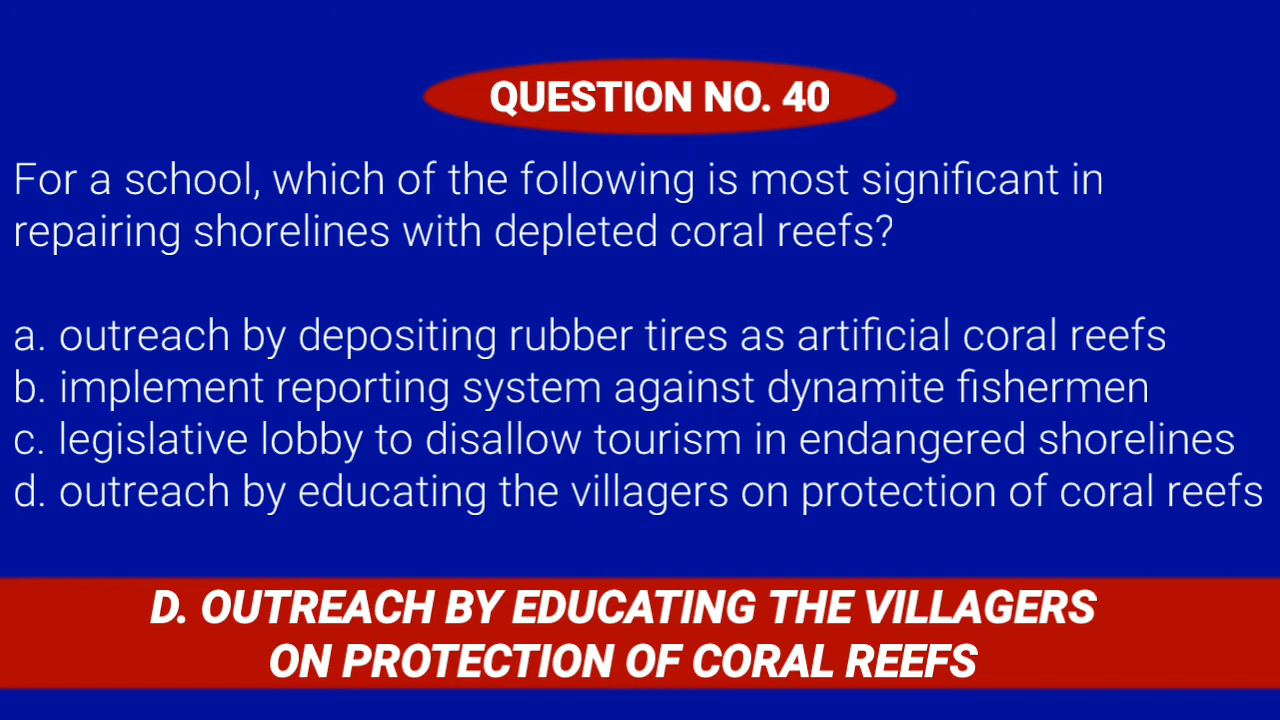 QUESTION NO. 40
For a school, which of the following is most significant in
repairing shorelines with depleted coral reefs?
a. outreach by depositing rubber tires as artificial coral reefs
b. implement reporting system against dynamite fishermen
c. legislative lobby to disallow tourism in endangered shorelines
d. outreach by educating the villagers on protection of coral reefs
D. OUTREACH BY EDUCATING THE VILLAGERS
ON PROTECTION OF CORAL REEFS